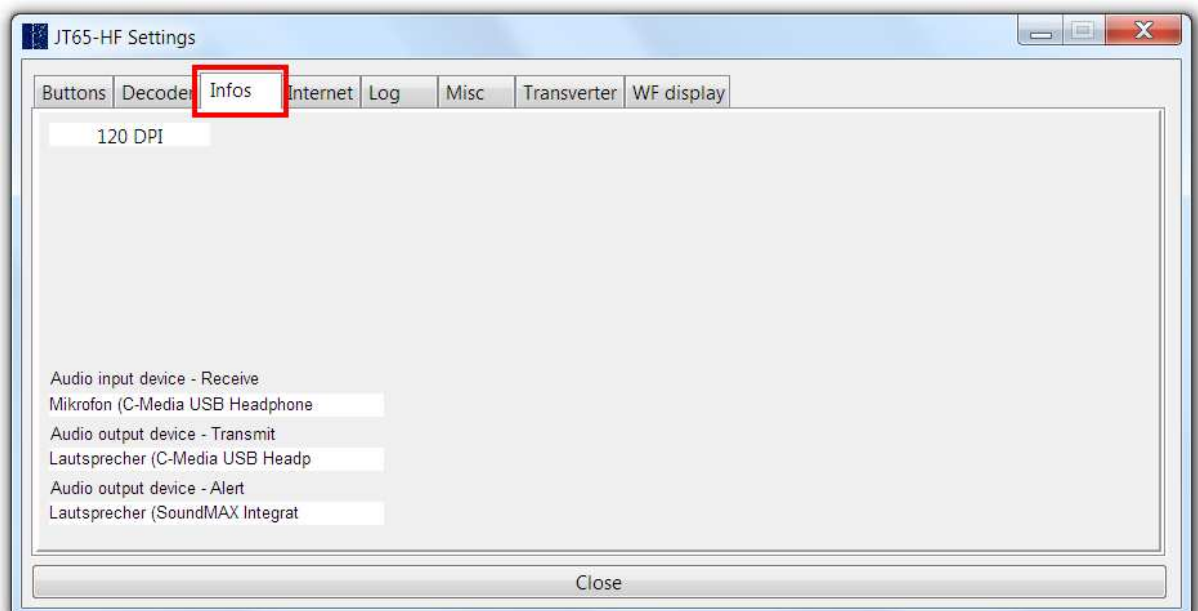 JT65-HF Settings
Buttons Decoder Infos Internet Log Misc Transverter WF display
120 DPI
Audio input device - Receive
Mikrofon (C-Media USB Headphone
Audio output device - Transmit
Lautsprecher (C-Media USB Headp
Audio output device - Alert
Lautsprecher (SoundMAX Integrat
Close